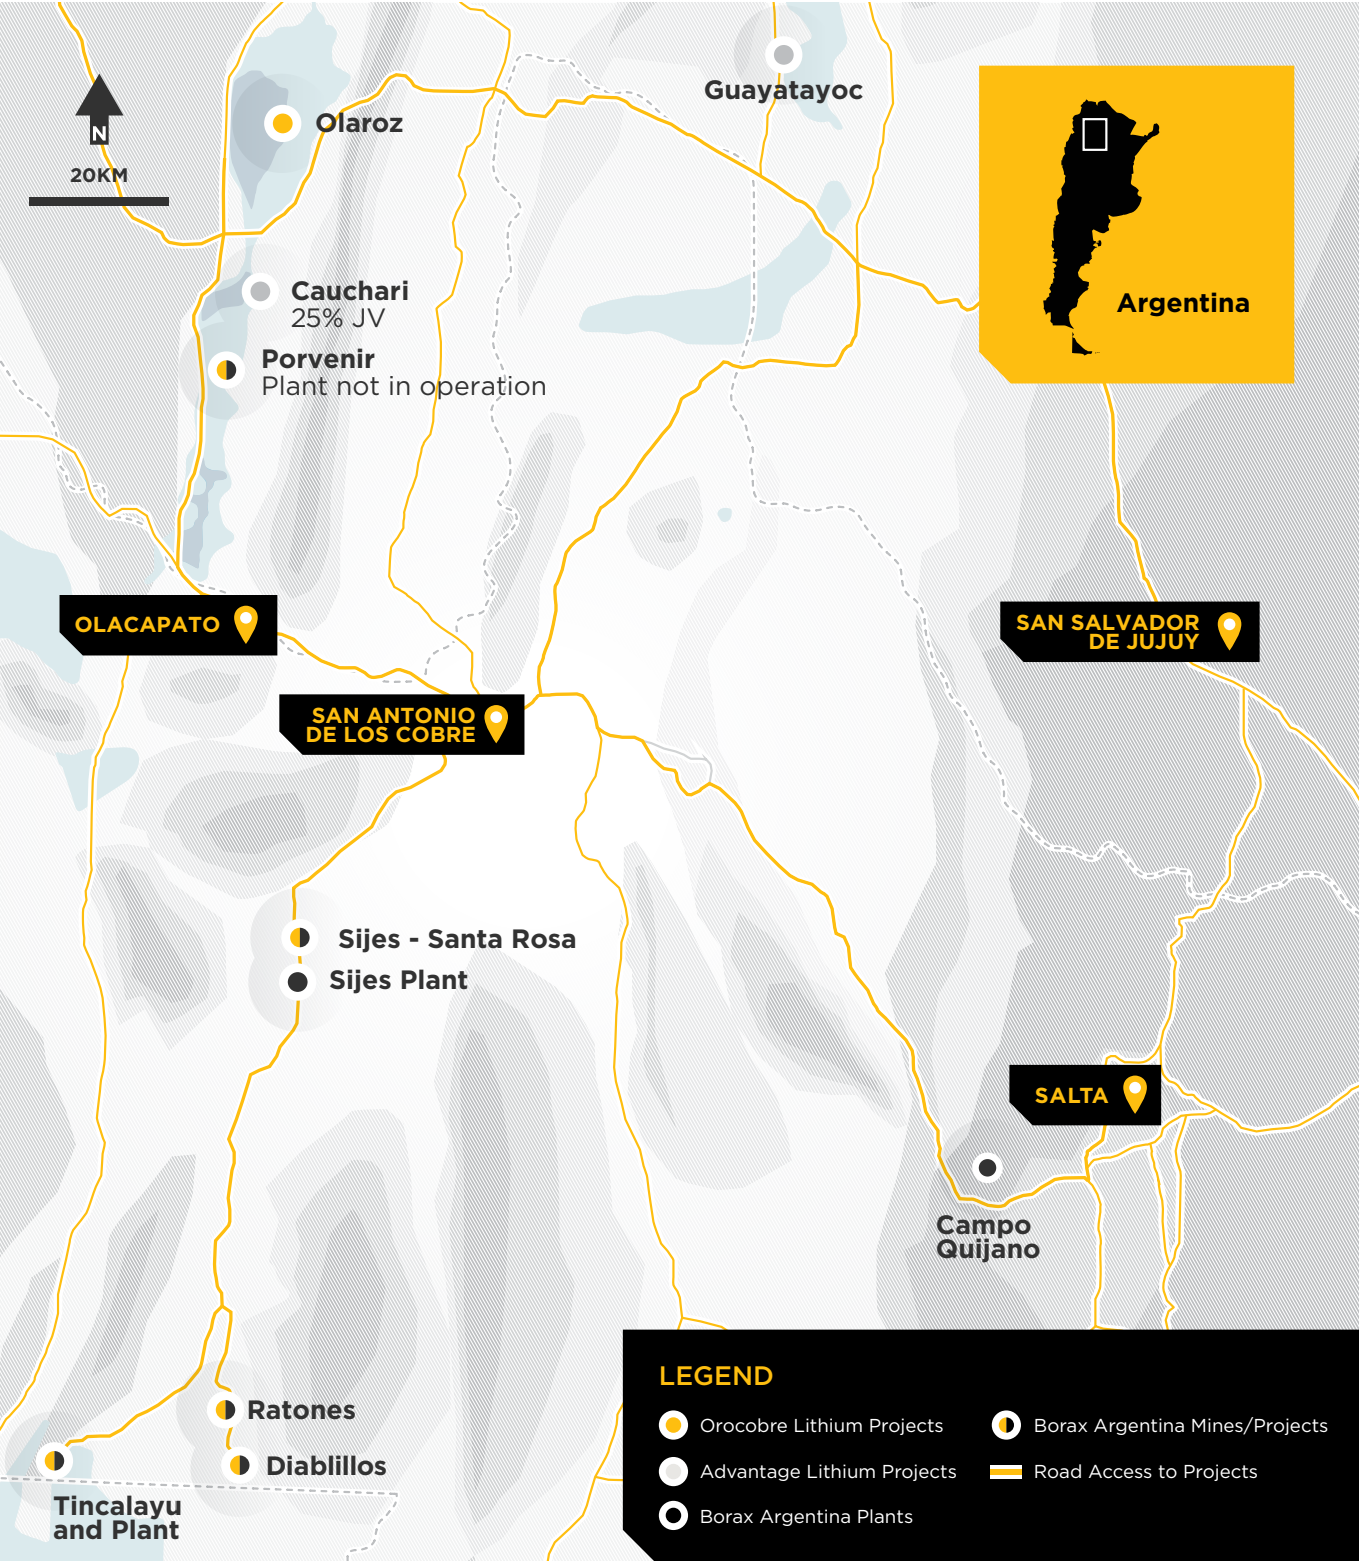 Guayatayoc
Olaroz
N
20KM
Cauchari
25% JV
Argentina
Porvenir
Plant not in operation
OLACAPATO
SAN SALVADOR
DE JUJUY
SAN ANTONIO
DE LOS COBRE
Sijes - Santa Rosa
Sijes Plant
SALTA
Campo
Quijano
Ratones
Diablillos
Tincalayu
and Plant
LEGEND
Orocobre Lithium Projects
Advantage Lithium Projects
Borax Argentina Plants
Borax Argentina Mines/Projects
Road Access to Projects